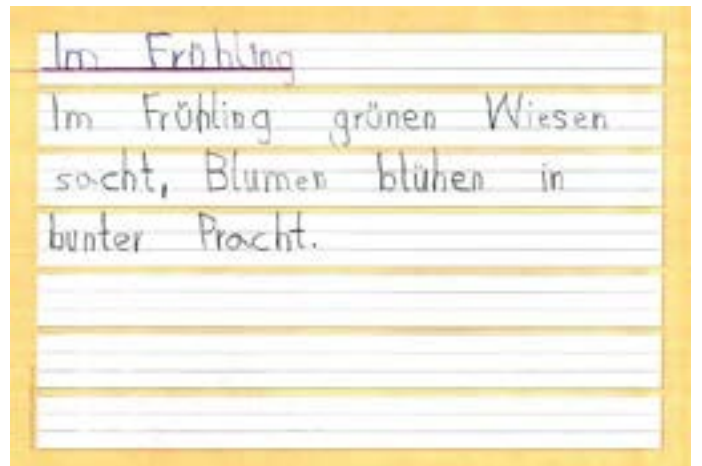 Im Frühling
Im Frühling grünen Wiesen
sacht, Blumen blühen in
bunter Pracht.